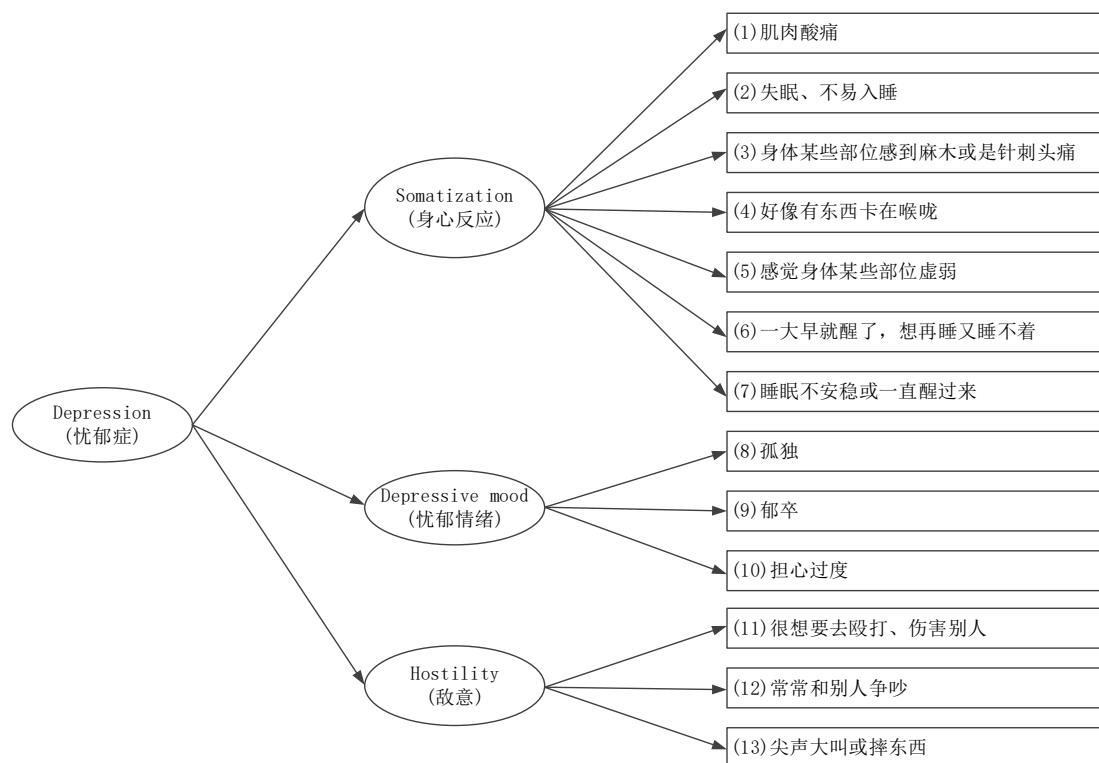 (1)肌肉酸痛
(2)失眠、不易入睡
(3)身体某些部位感到麻木或是针刺头痛
Somatization
(身心反应)
(4)好像有东西卡在喉咙
(5)感觉身体某些部位虚弱
(6)一大早就醒了，想再睡又睡不着
(7)睡眠不安稳或一直醒过来
Depression
(忧郁症)
(8)孤独
Depressive mood
(忧郁情绪)
(9)郁卒
(10)担心过度
(11)很想要去殴打、伤害别人
Hostility
(敌意)
(12)常常和别人争吵
(13)尖声大叫或摔东西